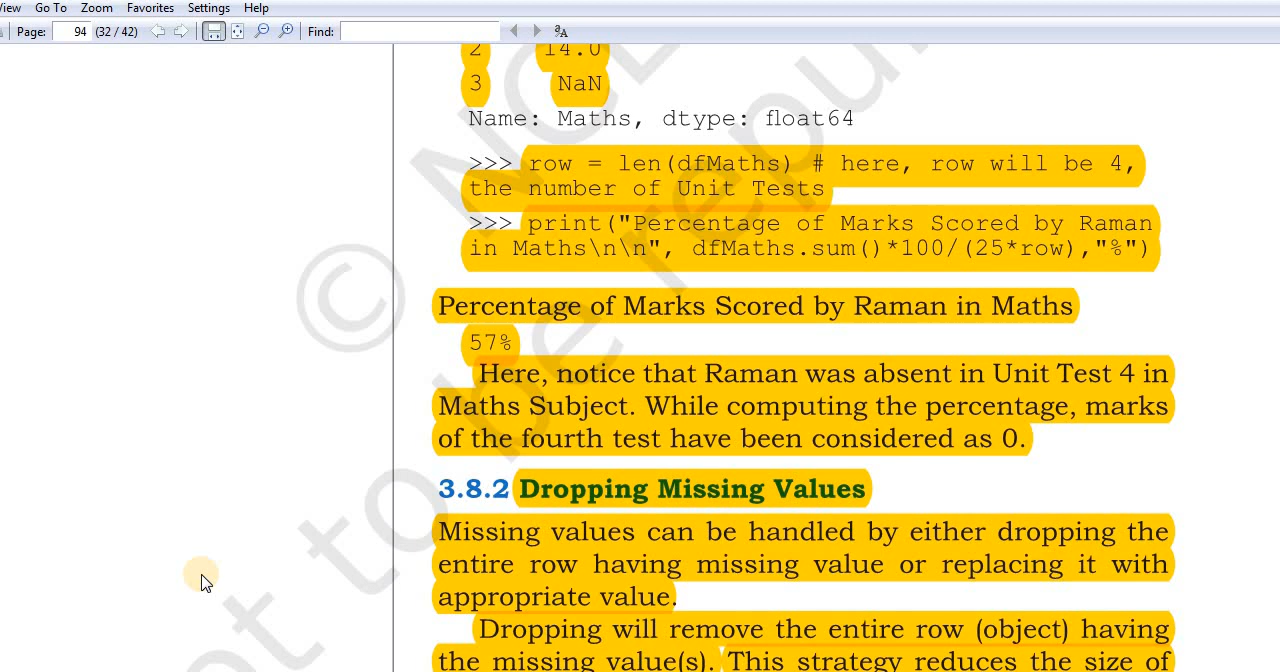 View Go To Zoom Favorites Settings Help
Page: 94 (32 / 42) Find:
2 14.0
3 NaN
Name: Maths, dtype: float64
>>> row = len(dfMaths) # here, row will be 4,
the number of Unit Tests
>>> print("Percentage of Marks Scored by Raman
in Maths\n\n", dfMaths.sum()*100/(25*row),"%")
Percentage of Marks Scored by Raman in Maths
57%
Here, notice that Raman was absent in Unit Test 4 in
Maths Subject. While computing the percentage, marks
of the fourth test have been considered as 0.
3.8.2 Dropping Missing Values
Missing values can be handled by either dropping the
entire row having missing value or replacing it with
appropriate value.
Dropping will remove the entire row (object) having
the missing value(s). This strategy reduces the size of